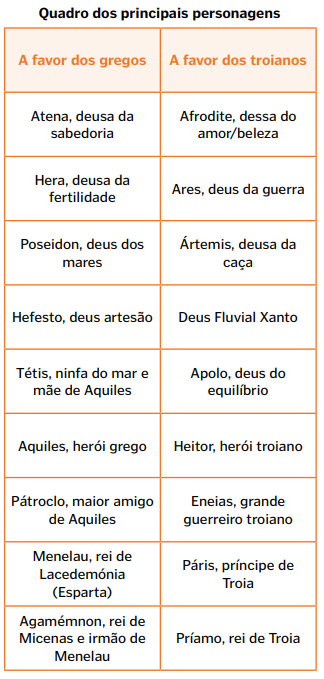 Quadro dos principais personagens
A favor dos gregos
A favor dos troianos
Atena, deusa da
sabedoria
Afrodite, dessa do
amor/beleza
Hera, deusa da
fertilidade
Ares, deus da guerra
Poseidon, deus dos
mares
Ártemis, deusa da
caça
Hefesto, deus artesão
Deus Fluvial Xanto
Tétis, ninfa do mar e
mãe de Aquiles
Apolo, deus do
equilíbrio
Aquiles, herói grego
Heitor, herói troiano
Pátroclo, maior amigo
de Aquiles
Eneias, grande
guerreiro troiano
Menelau, rei de
Lacedemónia
(Esparta)
Páris, príncipe de
Troia
Agamémnon, rei de
Micenas e irmão de
Menelau
Príamo, rei de Troia